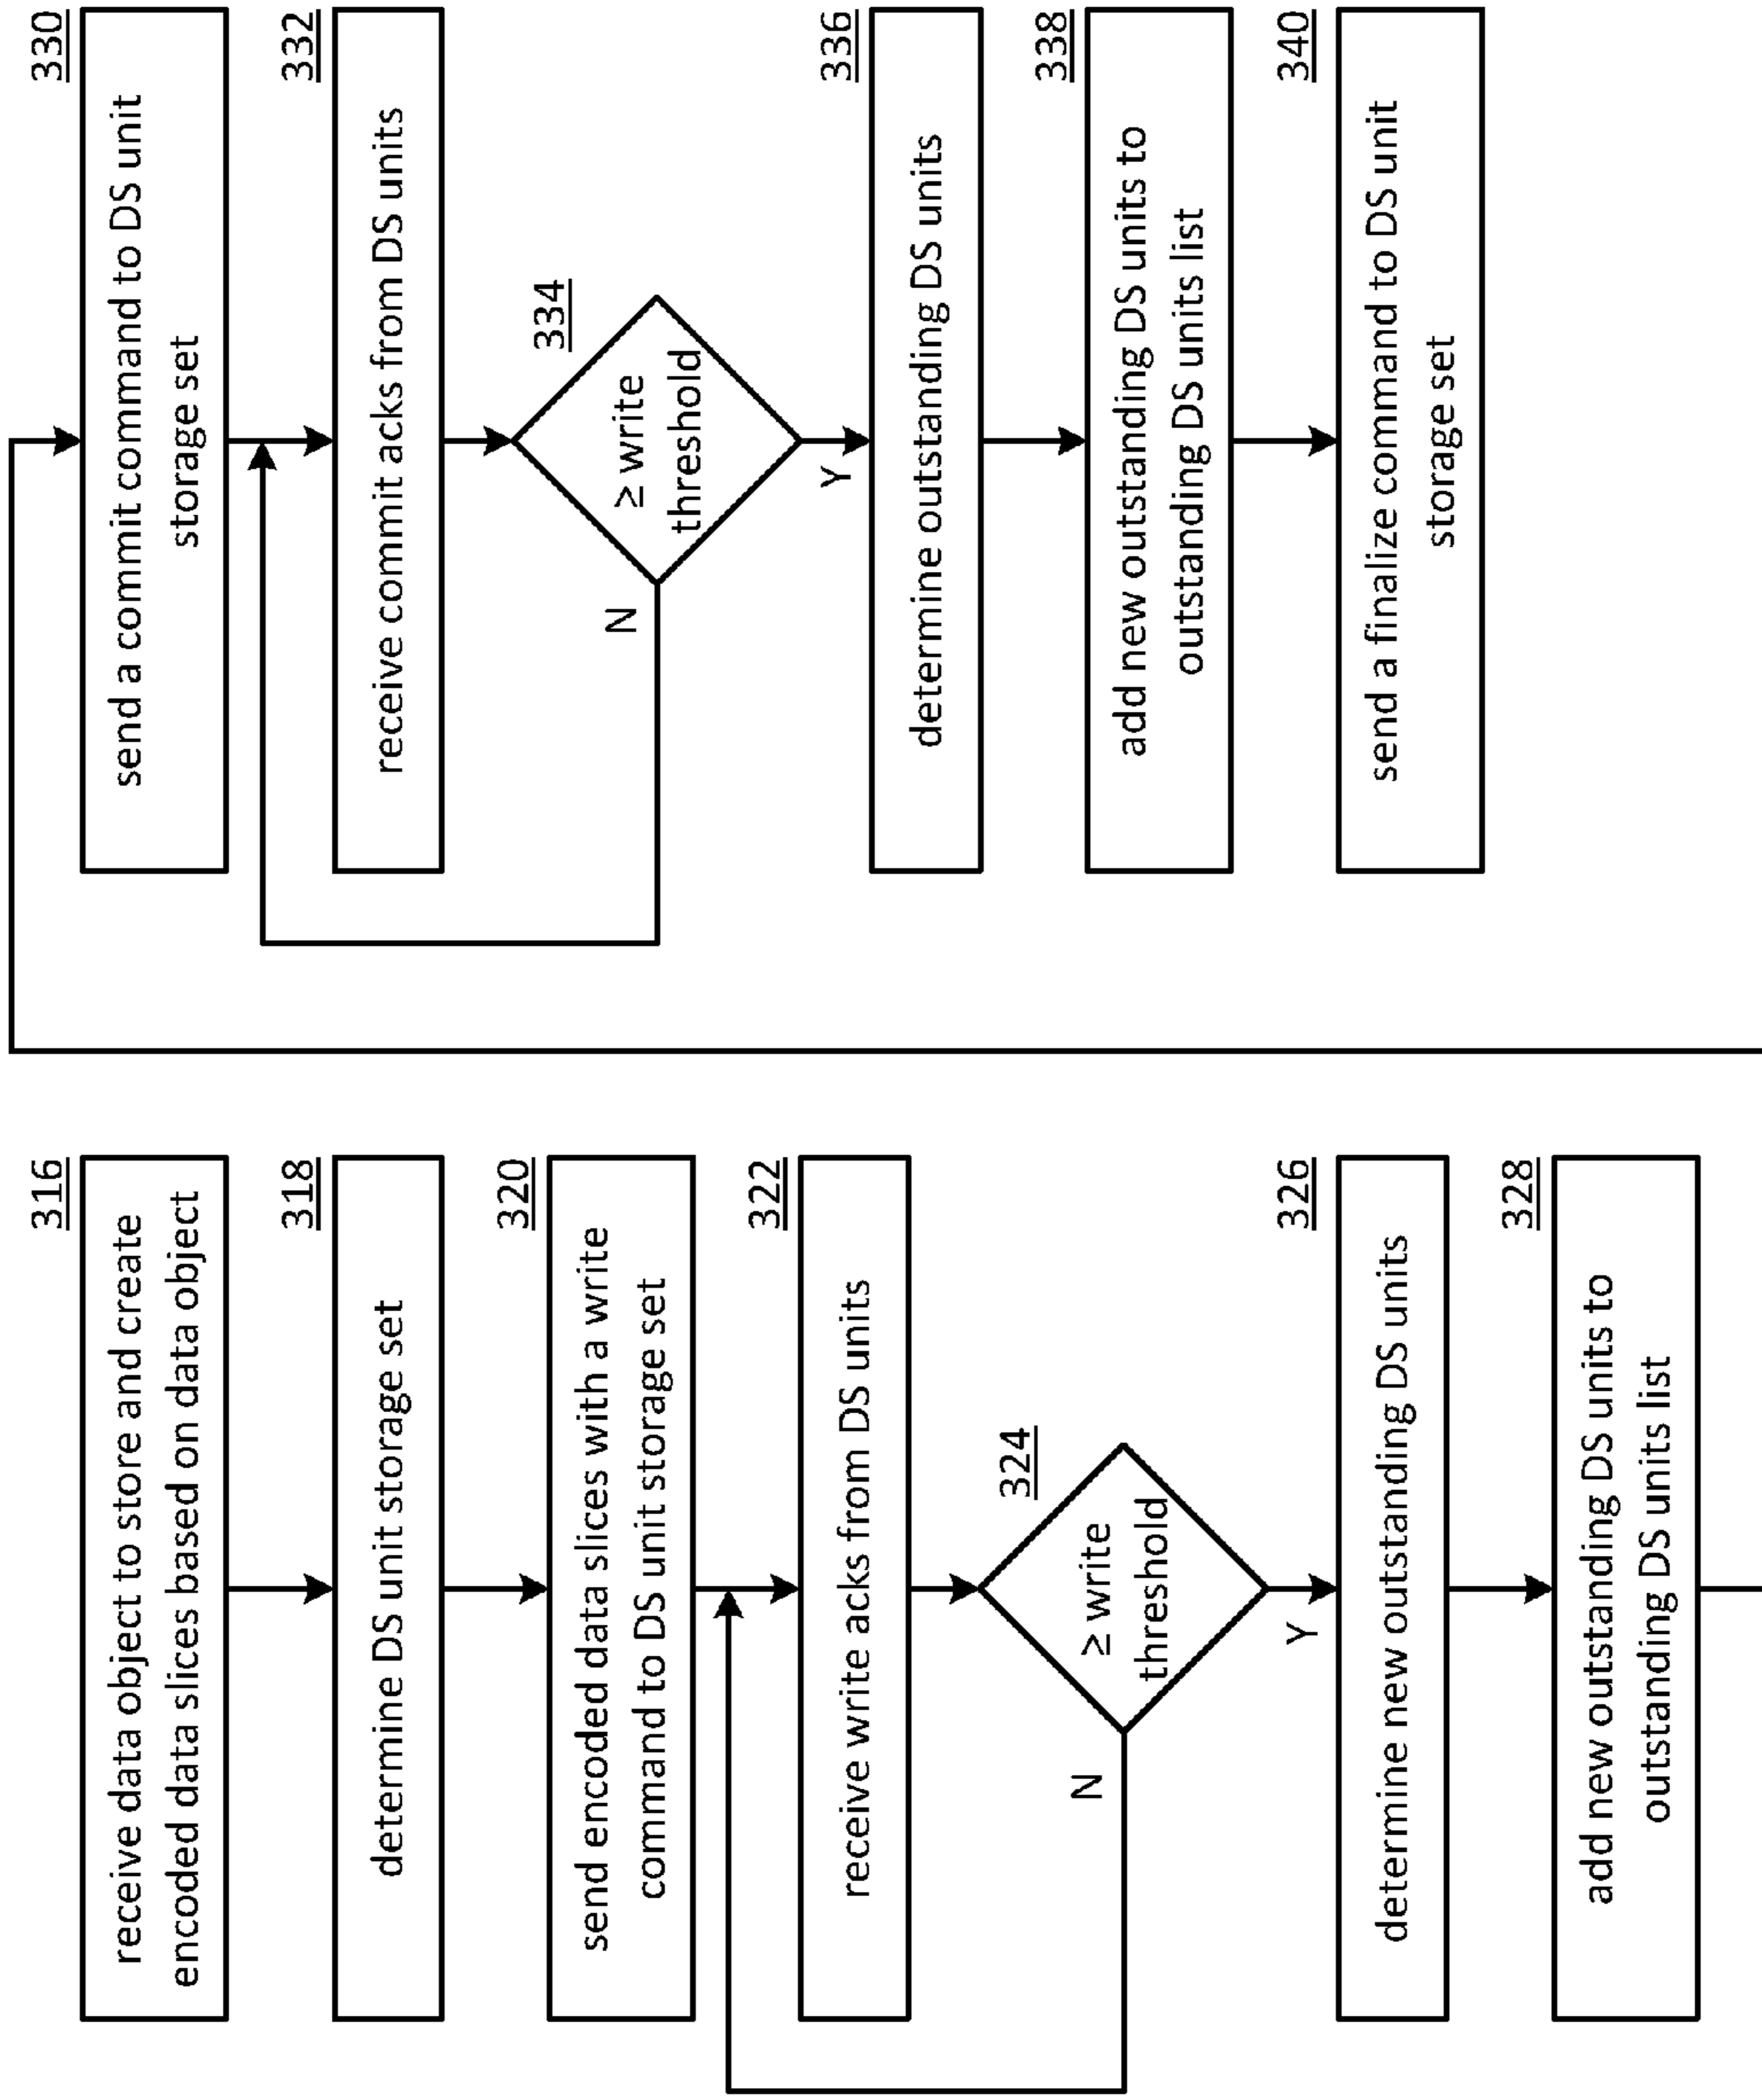 316
receive data object to store and create
encoded data slices based on data object
318
determine DS unit storage set
320
send encoded data slices with a write
command to DS unit storage set
322
receive write acks from DS units
324
≥ write
threshold
N
Y
326
determine new outstanding DS units
328
add new outstanding DS units to
outstanding DS units list
330
send a commit command to DS unit
storage set
332
receive commit acks from DS units
334
≥ write
threshold
N
Y
336
determine outstanding DS units
338
add new outstanding DS units to
outstanding DS units list
340
send a finalize command to DS unit
storage set